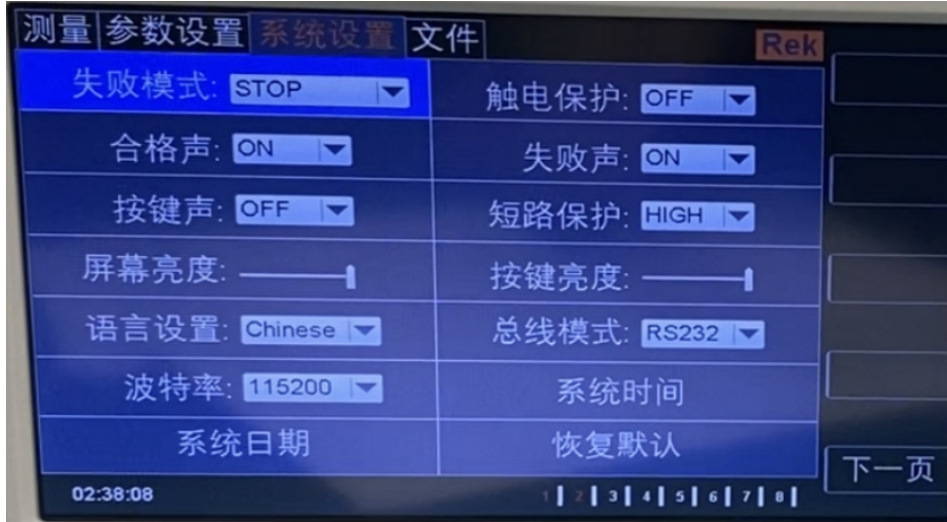 测量 参数设置 系统设置 文件 Rek
失败模式: STOP 触电保护: OFF
合格声: ON 失败声: ON
按键声: OFF 短路保护: HIGH
屏幕亮度: 按键亮度:
语言设置: Chinese 总线模式: RS232
波特率: 115200 系统时间
系统日期 恢复默认
下一页
02:38:08 1 2 3 4 5 6 7 8